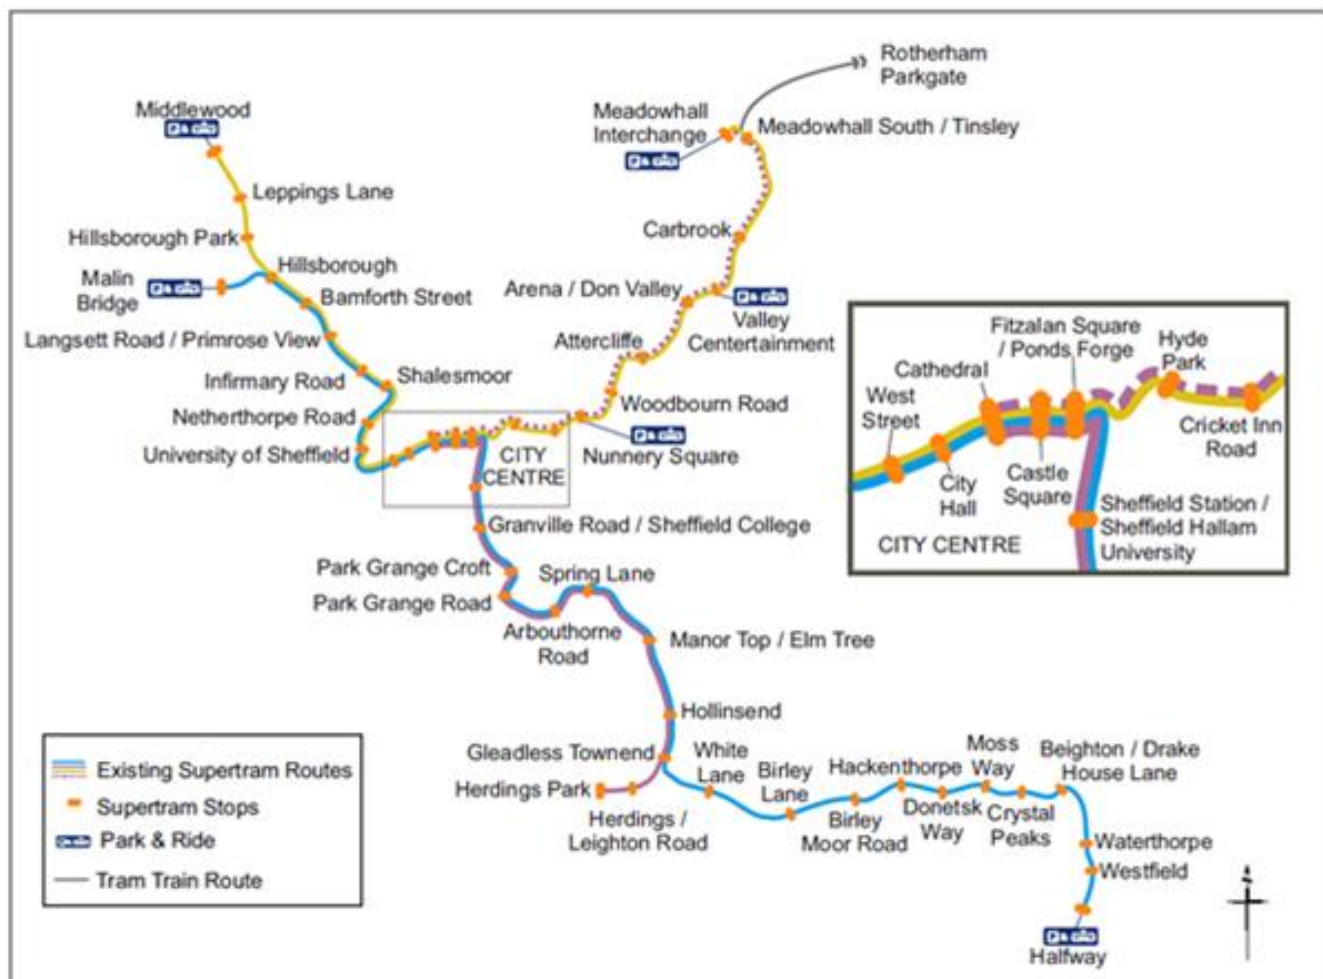 Rotherham
Parkgate
Middlewood
Meadowhall
Interchange
Meadowhall South / Tinsley
Leppings Lane
Hillsborough Park
Carbrook
Hillsborough
Malin
Bridge
Bamforth Street
Arena / Don Valley
Valley
Centertainment
Langsett Road / Primrose View
Attercliffe
Infirmary Road
Shalesmoor
Woodbourn Road
Netherthorpe Road
University of Sheffield
CITY
CENTRE
Nunnery Square
Granville Road / Sheffield College
Park Grange Croft
Spring Lane
Park Grange Road
Arbouthorne
Road
Manor Top / Elm Tree
Hollinsend
Gleadless Townend
White
Lane
Birley
Lane
Hackenthorpe
Moss
Way
Beighton / Drake
House Lane
Herdings Park
Herdings /
Leighton Road
Birley
Moor Road
Donetsk
Way
Crystal
Peaks
Waterthorpe
Westfield
Halfway
Fitzalan Square
/ Ponds Forge
Hyde
Park
Cathedral
West
Street
Cricket Inn
Road
City
Hall
Castle
Square
Sheffield Station /
Sheffield Hallam
University
CITY CENTRE
Existing Supertram Routes
Supertram Stops
Park & Ride
Tram Train Route